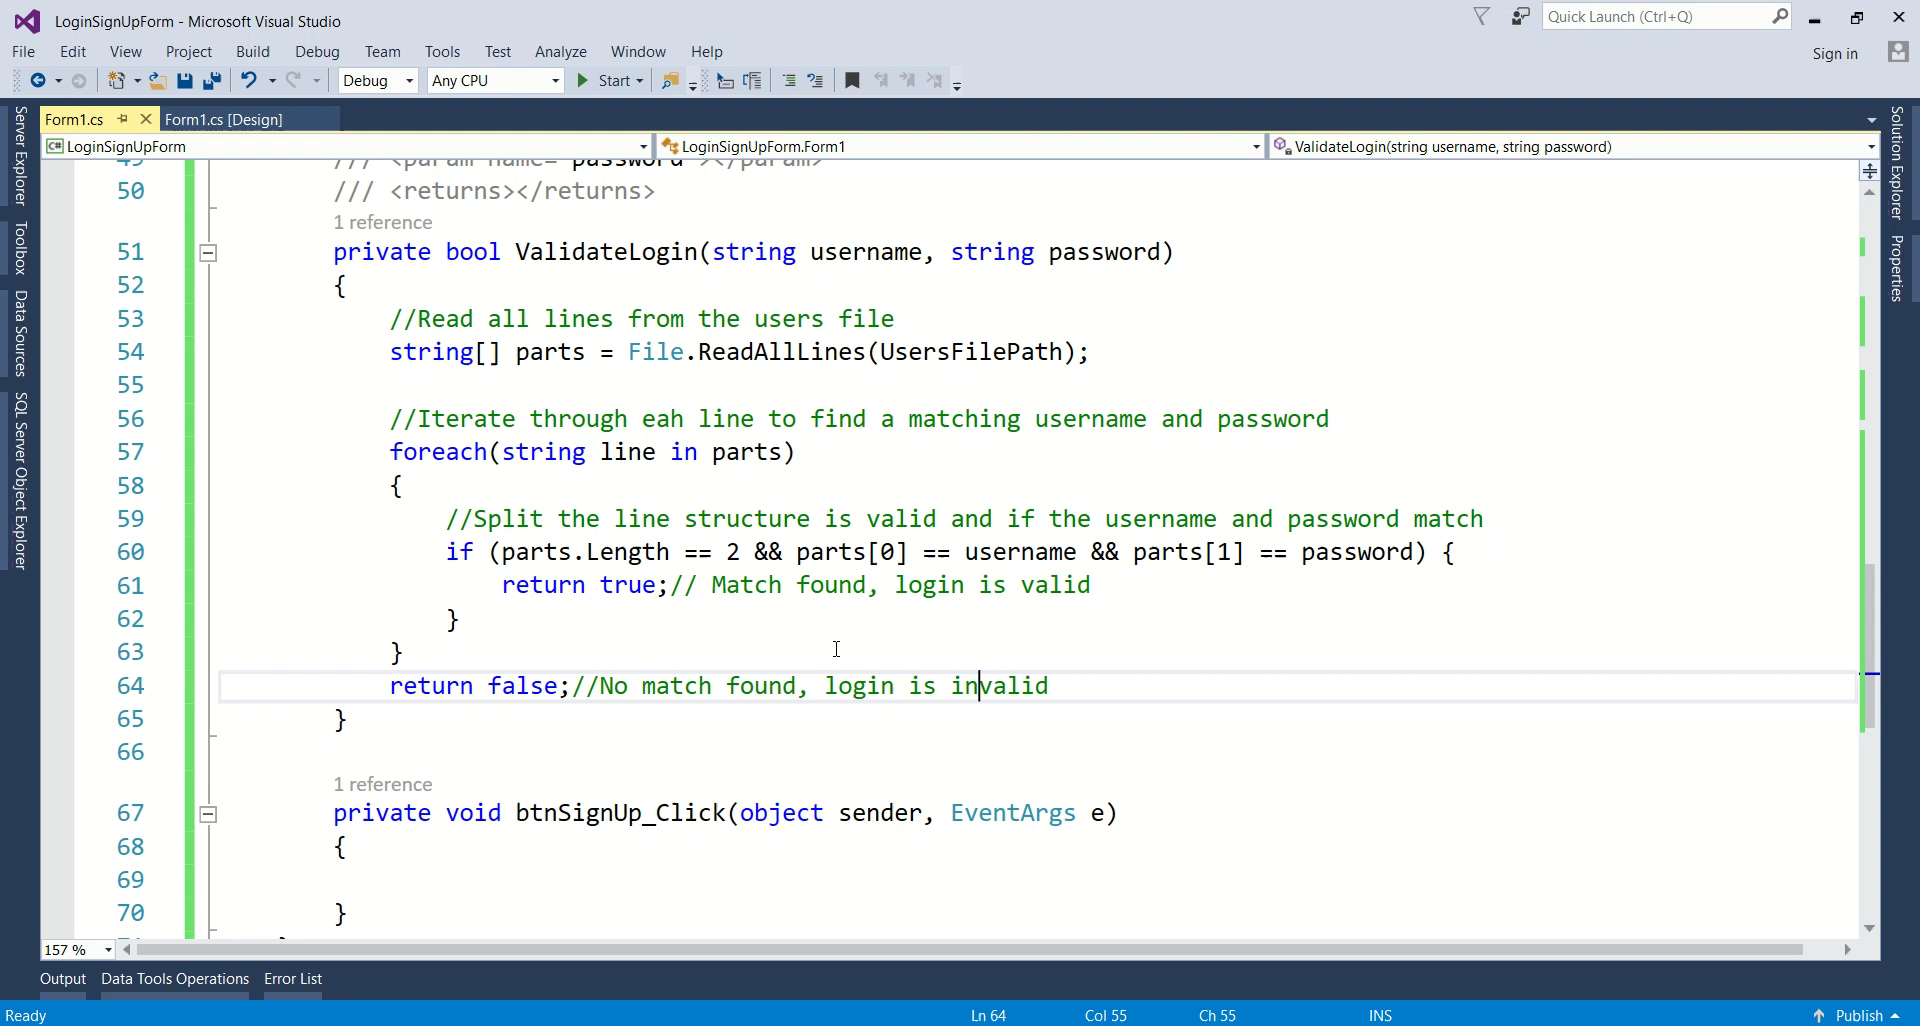 LoginSignUpForm - Microsoft Visual Studio
Quick Launch (Ctrl+Q)
File Edit View Project Build Debug Team Tools Test Analyze Window Help
Sign in
Debug Any CPU Start
Form1.cs Form1.cs [Design]
C# LoginSignUpForm LoginSignUpForm.Form1 ValidateLogin(string username, string password)
Server Explorer
Toolbox
Data Sources
SQL Server Object Explorer
Solution Explorer
Properties
49 /// <param name="password"></param>
50 /// <returns></returns>
1 reference
51 private bool ValidateLogin(string username, string password)
52 {
53 //Read all lines from the users file
54 string[] parts = File.ReadAllLines(UsersFilePath);
55
56 //Iterate through eah line to find a matching username and password
57 foreach(string line in parts)
58 {
59 //Split the line structure is valid and if the username and password match
60 if (parts.Length == 2 && parts[0] == username && parts[1] == password) {
61 return true;// Match found, login is valid
62 }
63 }
64 return false;//No match found, login is invalid
65 }
66
1 reference
67 private void btnSignUp_Click(object sender, EventArgs e)
68 {
69
70 }
157 %
Output Data Tools Operations Error List
Ready Ln 64 Col 55 Ch 55 INS Publish